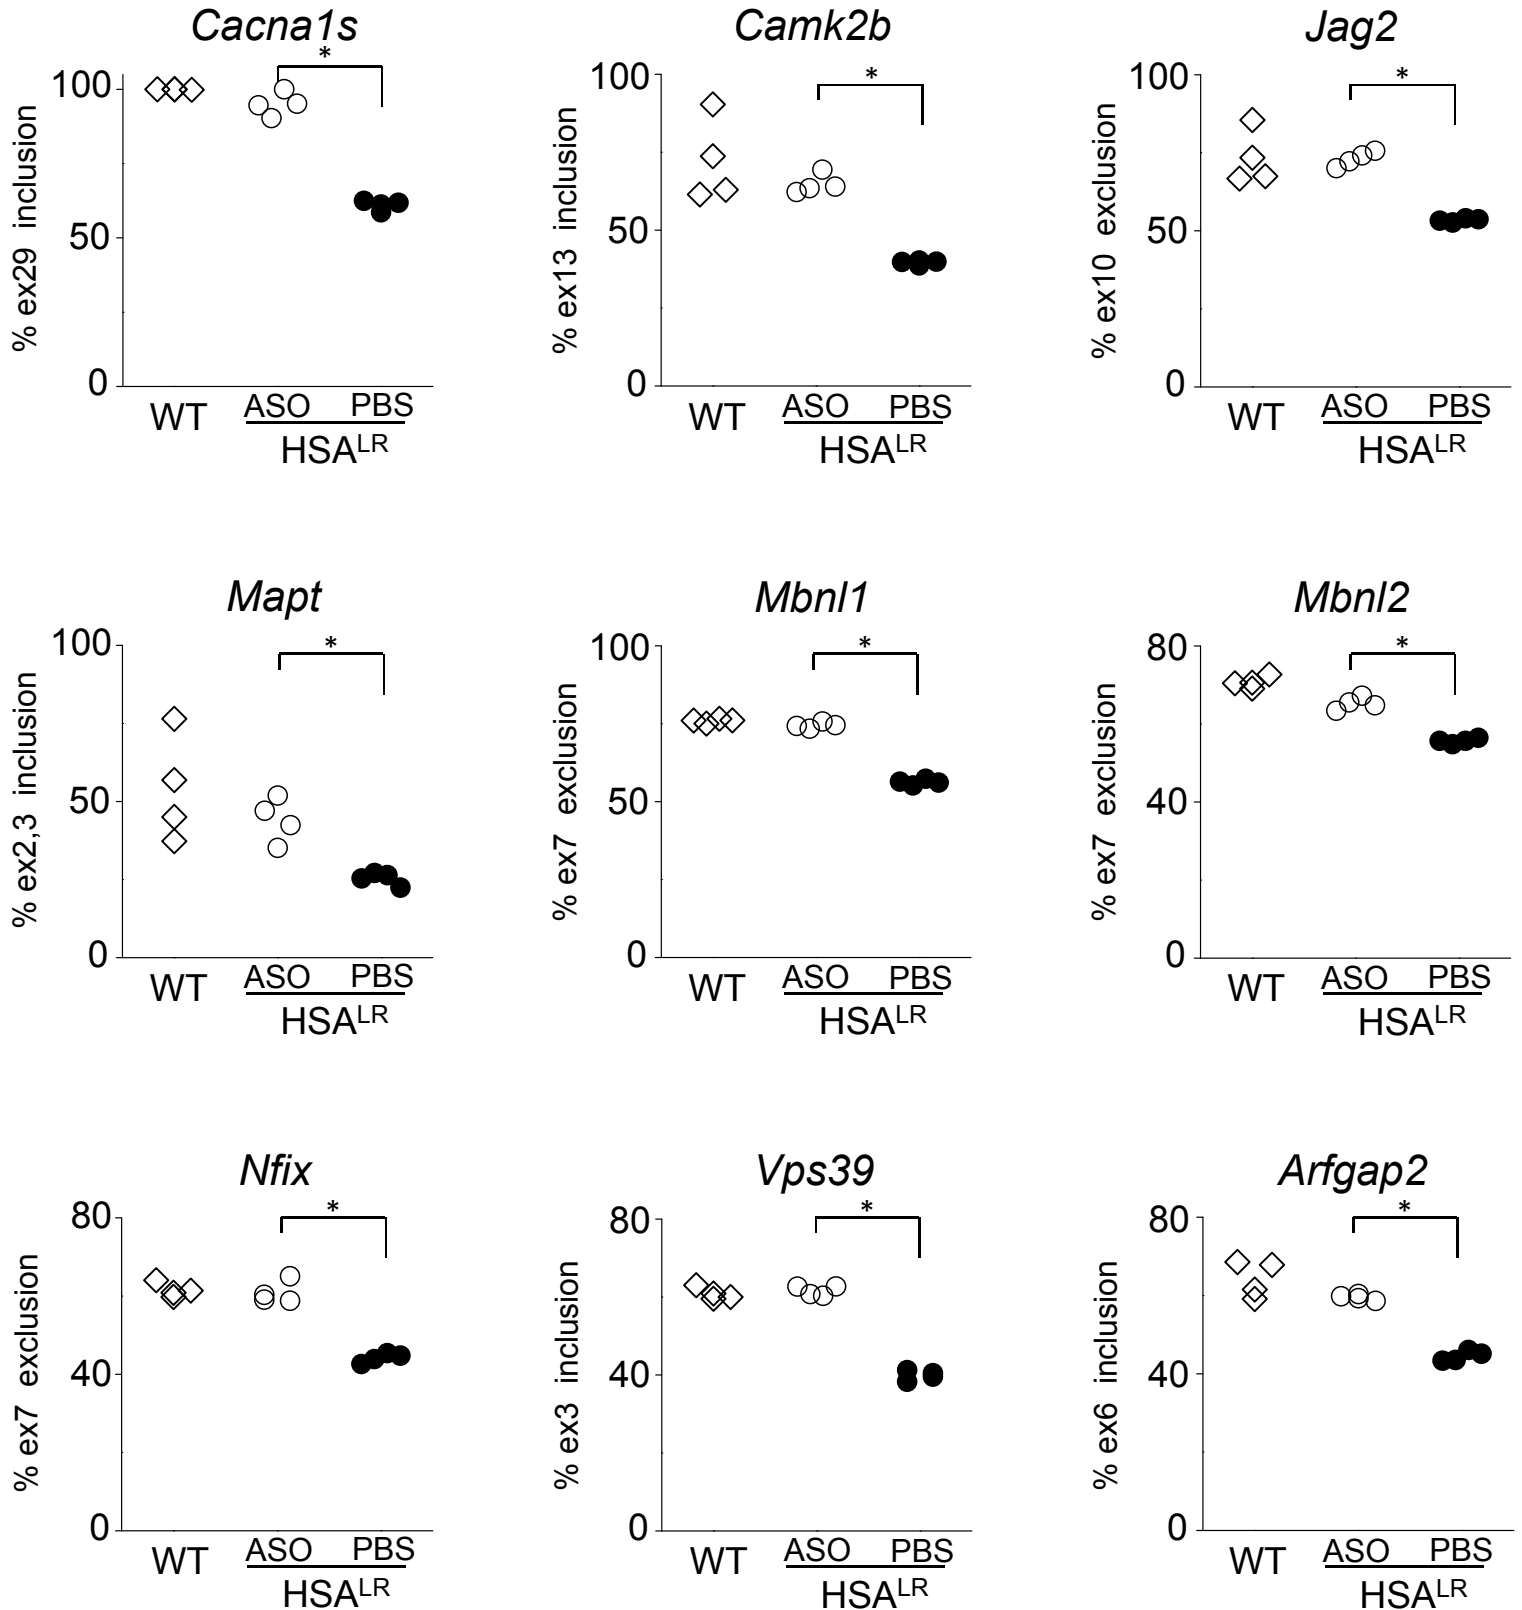 Cacna1s
*
% ex29 inclusion
100
50
0
WT
ASO
PBS
HSALR
Camk2b
*
% ex13 inclusion
100
50
0
WT
ASO
PBS
HSALR
Jag2
*
% ex10 exclusion
100
50
0
WT
ASO
PBS
HSALR
Mapt
*
% ex2,3 inclusion
100
50
0
WT
ASO
PBS
HSALR
Mbnl1
*
% ex7 exclusion
100
50
0
WT
ASO
PBS
HSALR
Mbnl2
*
% ex7 exclusion
80
40
0
WT
ASO
PBS
HSALR
Nfix
*
% ex7 exclusion
80
40
0
WT
ASO
PBS
HSALR
Vps39
*
% ex3 inclusion
80
40
0
WT
ASO
PBS
HSALR
Arfgap2
*
% ex6 inclusion
80
40
0
WT
ASO
PBS
HSALR